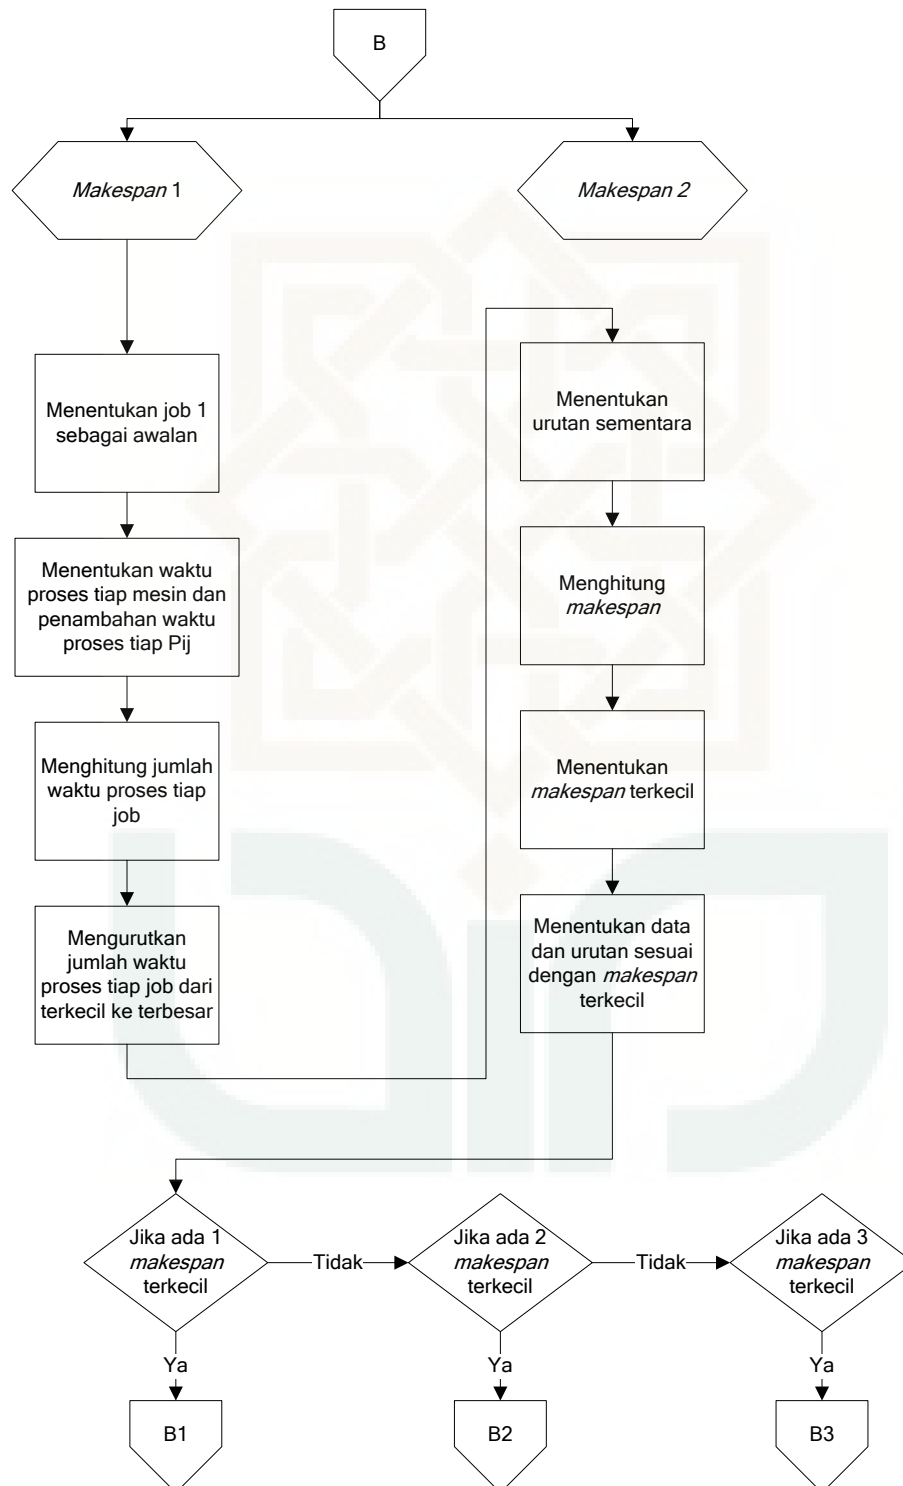 B
Makespan 1
Makespan 2
Menentukan job 1
sebagai awalan
Menentukan waktu
proses tiap mesin dan
penambahan waktu
proses tiap Pij
Menghitung jumlah
waktu proses tiap
job
Mengurutkan
jumlah waktu
proses tiap job dari
terkecil ke terbesar
Menentukan
urutan sementara
Menghitung
makespan
Menentukan
makespan terkecil
Menentukan data
dan urutan sesuai
dengan makespan
terkecil
Jika ada 1
makespan
terkecil
Tidak
Jika ada 2
makespan
terkecil
Tidak
Jika ada 3
makespan
terkecil
Ya
Ya
Ya
B1
B2
B3